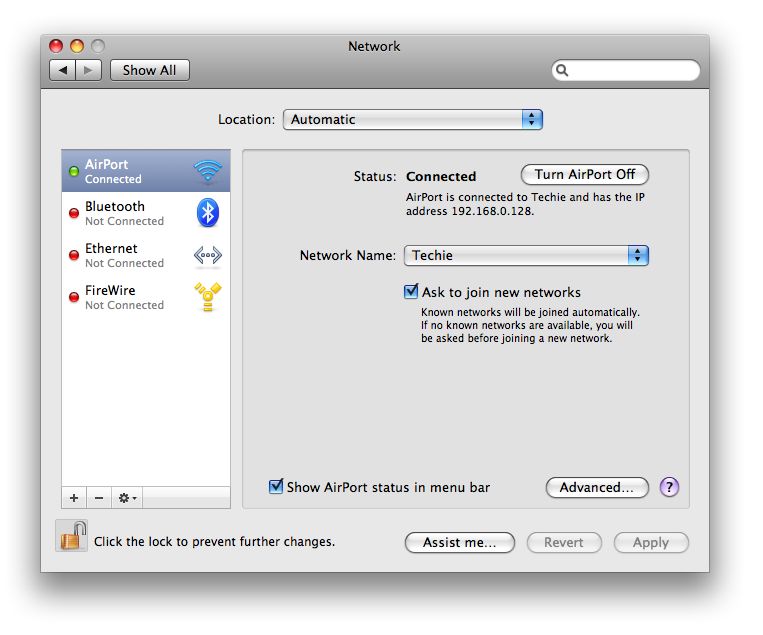 Network
Show All
Location: Automatic
AirPort
Connected
Bluetooth
Not Connected
Ethernet
Not Connected
FireWire
Not Connected
Status: Connected
Turn AirPort Off
AirPort is connected to Techie and has the IP
address 192.168.0.128.
Network Name: Techie
Ask to join new networks
Known networks will be joined automatically.
If no known networks are available, you will
be asked before joining a new network.
Show AirPort status in menu bar
Advanced...
?
Click the lock to prevent further changes.
Assist me...
Revert
Apply